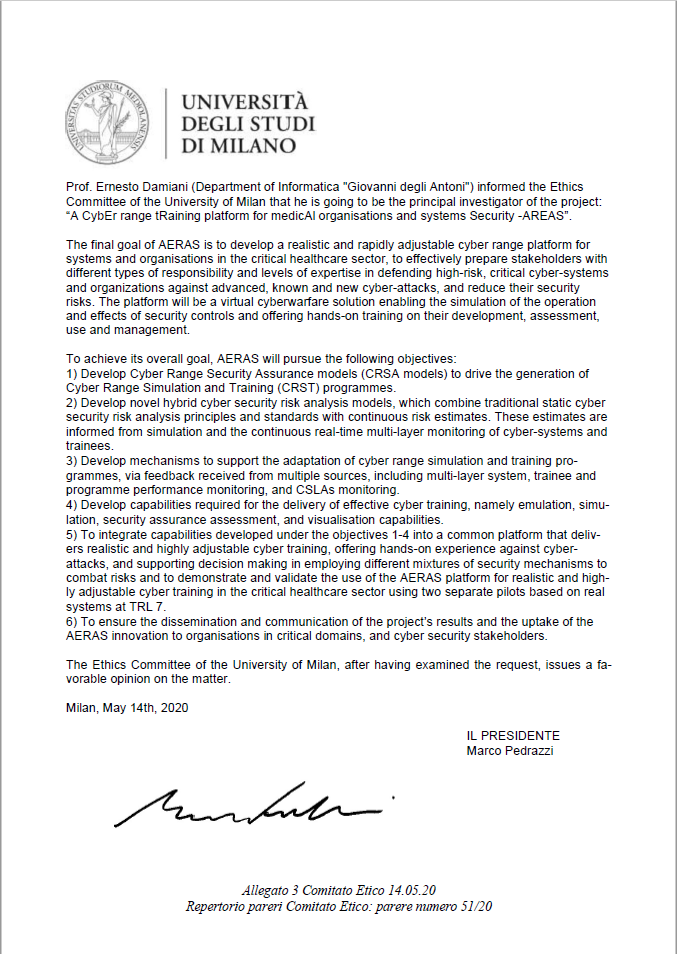 UNIVERSITAS STUDIORUM MEDIOLANENSIS
UNIVERSITÀ
DEGLI STUDI
DI MILANO
Prof. Ernesto Damiani (Department of Informatica "Giovanni degli Antoni") informed the Ethics
Committee of the University of Milan that he is going to be the principal investigator of the project:
“A CybEr range tRaining platform for medicAl organisations and systems Security -AREAS”.
The final goal of AERAS is to develop a realistic and rapidly adjustable cyber range platform for
systems and organisations in the critical healthcare sector, to effectively prepare stakeholders with
different types of responsibility and levels of expertise in defending high-risk, critical cyber-systems
and organizations against advanced, known and new cyber-attacks, and reduce their security
risks. The platform will be a virtual cyberwarfare solution enabling the simulation of the operation
and effects of security controls and offering hands-on training on their development, assessment,
use and management.
To achieve its overall goal, AERAS will pursue the following objectives:
1) Develop Cyber Range Security Assurance models (CRSA models) to drive the generation of
Cyber Range Simulation and Training (CRST) programmes.
2) Develop novel hybrid cyber security risk analysis models, which combine traditional static cyber
security risk analysis principles and standards with continuous risk estimates. These estimates are
informed from simulation and the continuous real-time multi-layer monitoring of cyber-systems and
trainees.
3) Develop mechanisms to support the adaptation of cyber range simulation and training pro-
grammes, via feedback received from multiple sources, including multi-layer system, trainee and
programme performance monitoring, and CSLAs monitoring.
4) Develop capabilities required for the delivery of effective cyber training, namely emulation, simu-
lation, security assurance assessment, and visualisation capabilities.
5) To integrate capabilities developed under the objectives 1-4 into a common platform that deliv-
ers realistic and highly adjustable cyber training, offering hands-on experience against cyber-
attacks, and supporting decision making in employing different mixtures of security mechanisms to
combat risks and to demonstrate and validate the use of the AERAS platform for realistic and high-
ly adjustable cyber training in the critical healthcare sector using two separate pilots based on real
systems at TRL 7.
6) To ensure the dissemination and communication of the project's results and the uptake of the
AERAS innovation to organisations in critical domains, and cyber security stakeholders.
The Ethics Committee of the University of Milan, after having examined the request, issues a fa-
vorable opinion on the matter.
Milan, May 14th, 2020
IL PRESIDENTE
Marco Pedrazzi
Allegato 3 Comitato Etico 14.05.20
Repertorio pareri Comitato Etico: parere numero 51/20